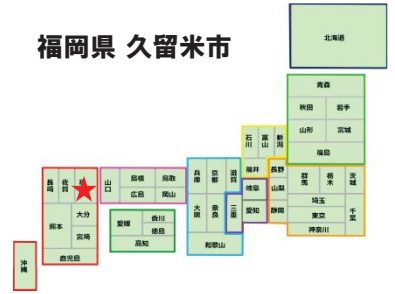 福岡県 久留米市
北海道
青森
秋田 岩手
山形 宮城
福島
石川 富山 新潟
福井 長野
岐阜 山梨
愛知 静岡
群馬 栃木 茨城
埼玉
東京 千葉
神奈川
兵庫 京都 滋賀
大阪 奈良 三重
和歌山
山口 島根 鳥取
広島 岡山
愛媛 香川
徳島
高知
長崎 佐賀
大分
熊本
宮崎
鹿児島
沖縄